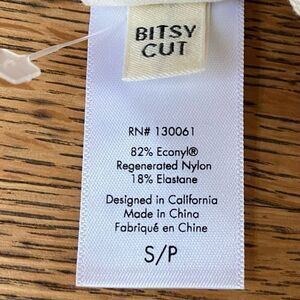 BITSY
CUT
RN# 130061
82% Econyl®
Regenerated Nylon
18% Elastane
Designed in California
Made in China
Fabriqué en Chine
S/P